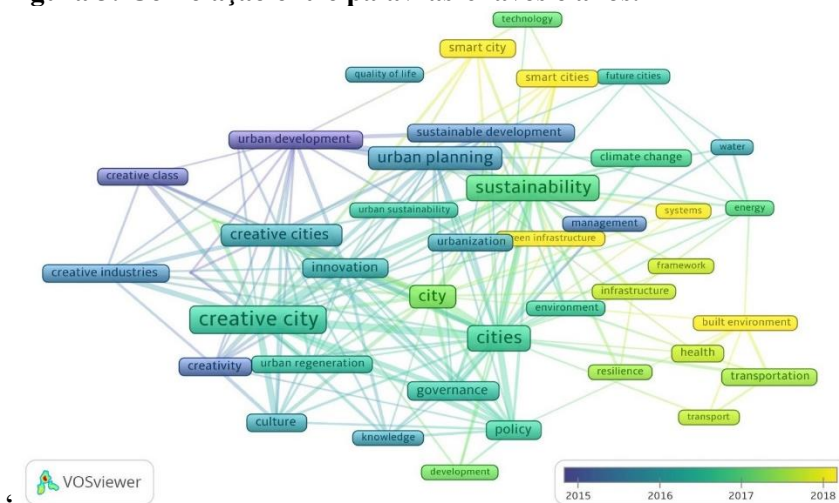 technology
smart city
quality of life
smart cities
future cities
urban development
sustainable development
water
urban planning
climate change
creative class
sustainability
urban sustainability
systems
energy
management
creative cities
urbanization
een infrastructure
creative industries
innovation
framework
city
infrastructure
environment
creative city
built environment
cities
health
creativity
urban regeneration
resilience
transportation
governance
transport
culture
policy
knowledge
development
‘
VOSviewer
2015 2016 2017 2018